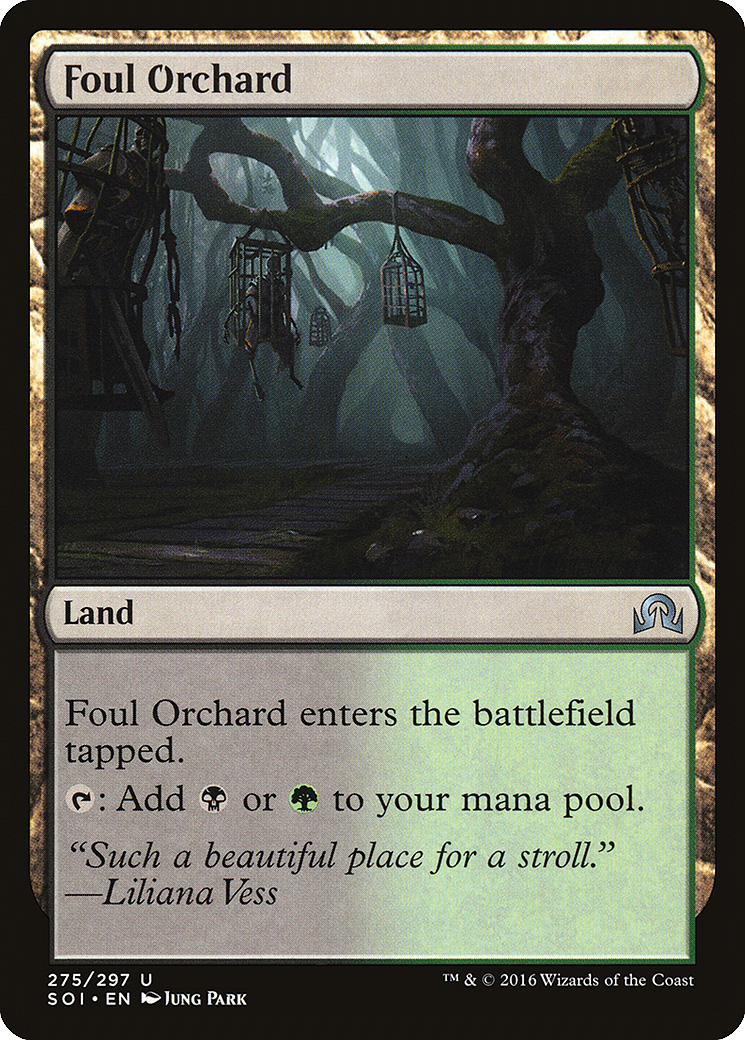 Foul Orchard
Land
Foul Orchard enters the battlefield
tapped.
: Add or to your mana pool.
“Such a beautiful place for a stroll.”
—Liliana Vess
275/297 U
™ & © 2016 Wizards of the Coast
SOI • EN Jung Park